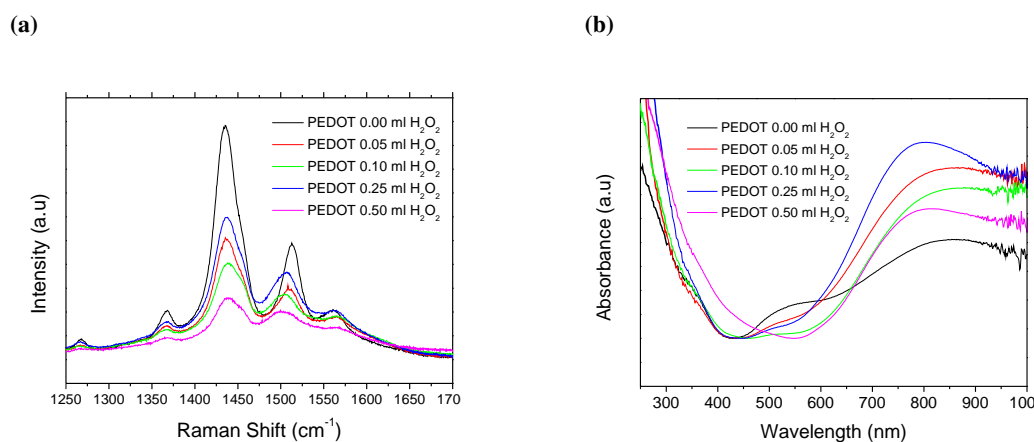 (a)
(b)
PEDOT 0.00 ml H₂O₂
PEDOT 0.05 ml H₂O₂
PEDOT 0.10 ml H₂O₂
PEDOT 0.25 ml H₂O₂
PEDOT 0.50 ml H₂O₂
Intensity (a.u)
1250 1300 1350 1400 1450 1500 1550 1600 1650 170
Raman Shift (cm⁻¹)
PEDOT 0.00 ml H₂O₂
PEDOT 0.05 ml H₂O₂
PEDOT 0.10 ml H₂O₂
PEDOT 0.25 ml H₂O₂
PEDOT 0.50 ml H₂O₂
Absorbance (a.u)
300 400 500 600 700 800 900 100
Wavelength (nm)